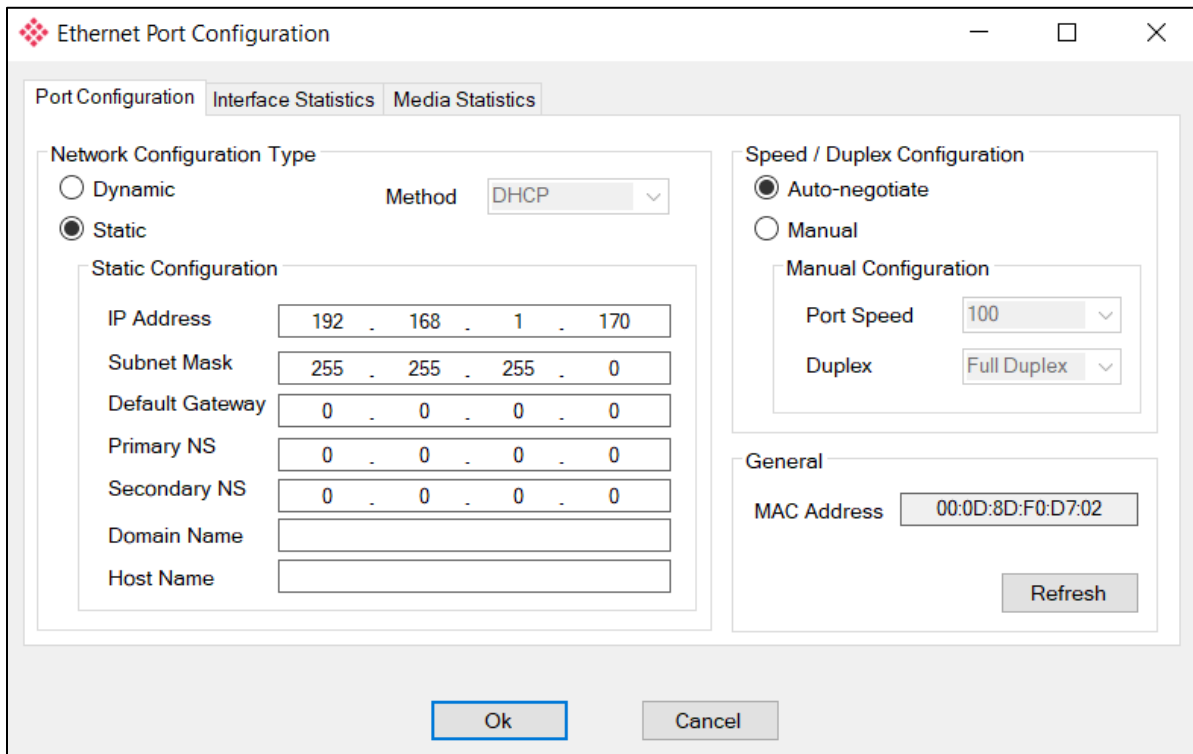 Ethernet Port Configuration
Port Configuration Interface Statistics Media Statistics
Network Configuration Type
Dynamic
Method DHCP
Static
Static Configuration
IP Address 192 . 168 . 1 . 170
Subnet Mask 255 . 255 . 255 . 0
Default Gateway 0 . 0 . 0 . 0
Primary NS 0 . 0 . 0 . 0
Secondary NS 0 . 0 . 0 . 0
Domain Name
Host Name
Speed / Duplex Configuration
Auto-negotiate
Manual
Manual Configuration
Port Speed 100
Duplex Full Duplex
General
MAC Address 00:0D:8D:F0:D7:02
Refresh
Ok Cancel